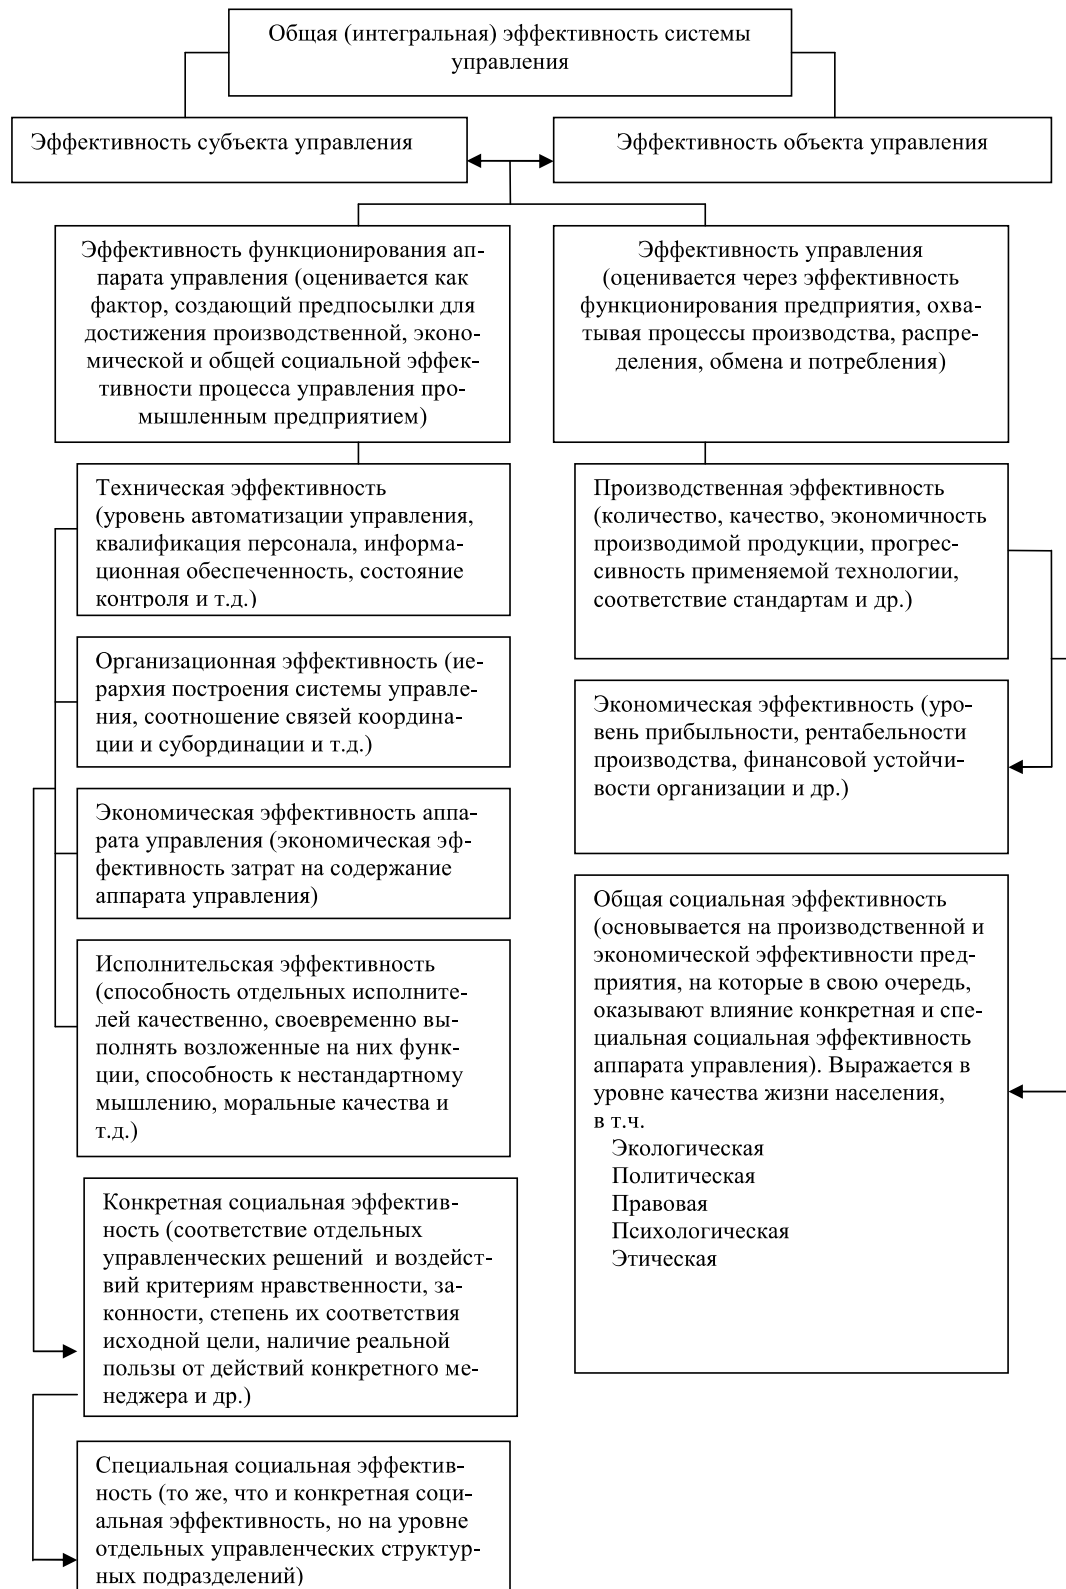 Общая (интегральная) эффективность системы
управления
Эффективность субъекта управления
Эффективность объекта управления
Эффективность функционирования ап-
парата управления (оценивается как
фактор, создающий предпосылки для
достижения производственной, эконо-
мической и общей социальной эффек-
тивности процесса управления про-
мышленным предприятием)
Эффективность управления
(оценивается через эффективность
функционирования предприятия, охва-
тывая процессы производства, распре-
деления, обмена и потребления)
Техническая эффективность
(уровень автоматизации управления,
квалификация персонала, информа-
ционная обеспеченность, состояние
контроля и т.д.)
Организационная эффективность (ие-
рархия построения системы управле-
ния, соотношение связей координа-
ции и субординации и т.д.)
Экономическая эффективность аппа-
рата управления (экономическая эф-
фективность затрат на содержание
аппарата управления)
Исполнительская эффективность
(способность отдельных исполните-
лей качественно, своевременно вы-
полнять возложенные на них функ-
ции, способность к нестандартному
мышлению, моральные качества и
т.д.)
Конкретная социальная эффектив-
ность (соответствие отдельных
управленческих решений  и воздейст-
вий критериям нравственности, за-
конности, степень их соответствия
исходной цели, наличие реальной
пользы от действий конкретного ме-
неджера и др.)
Специальная социальная эффектив-
ность (то же, что и конкретная соци-
альная эффективность, но на уровне
отдельных управленческих структур-
ных подразделений)
Производственная эффективность
(количество, качество, экономичность
производимой продукции, прогрес-
сивность применяемой технологии,
соответствие стандартам и др.)
Экономическая эффективность (уро-
вень прибыльности, рентабельности
производства, финансовой устойчи-
вости организации и др.)
Общая социальная эффективность
(основывается на производственной и
экономической эффективности пред-
приятия, на которые в свою очередь,
оказывают влияние конкретная и спе-
циальная социальная эффективность
аппарата управления). Выражается в
уровне качества жизни населения,
в т.ч.
Экологическая
Политическая
Правовая
Психологическая
Этическая